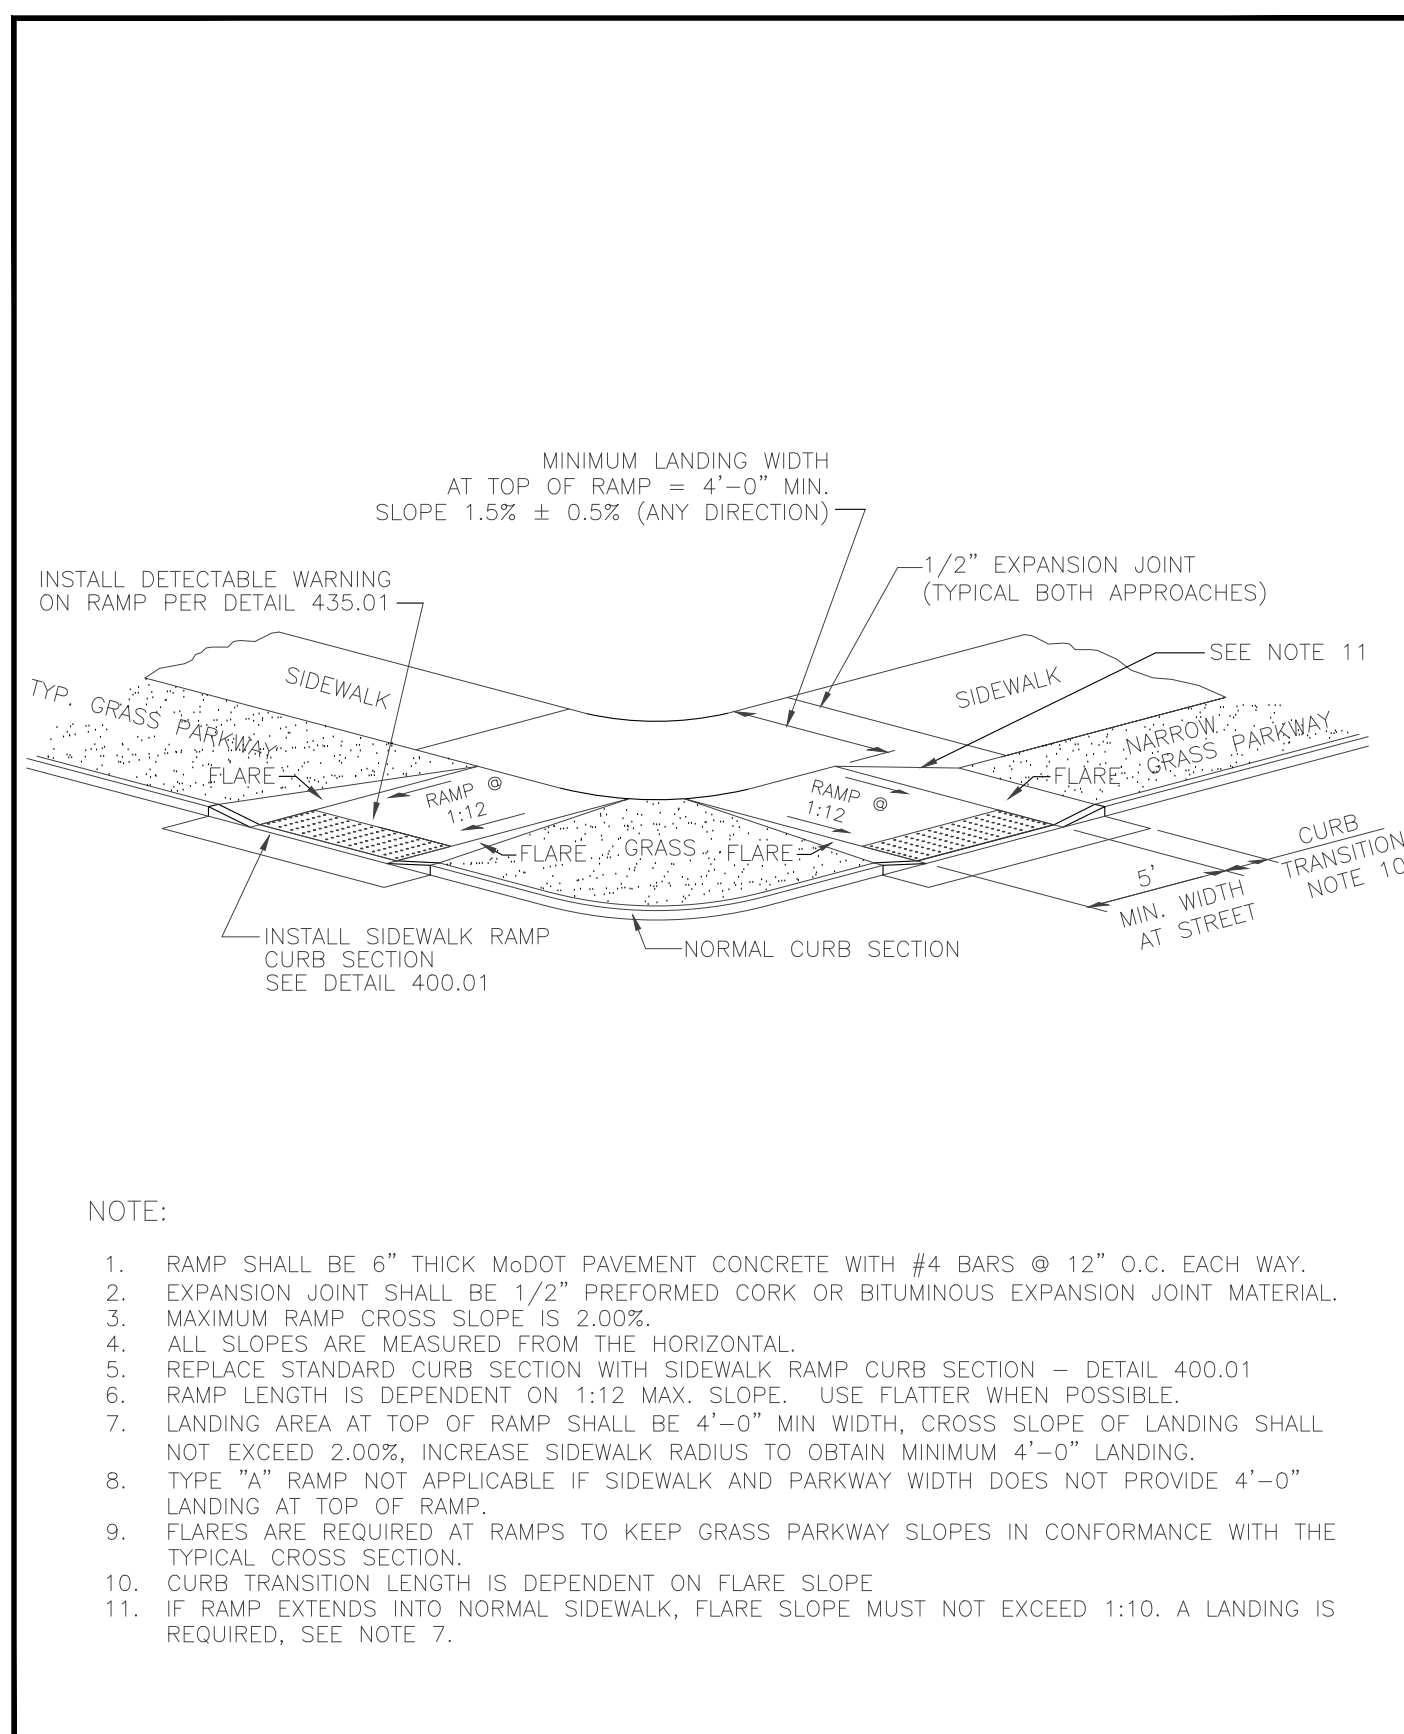 MINIMUM LANDING WIDTH
AT TOP OF RAMP = 4'-0" MIN.
SLOPE 1.5% ± 0.5% (ANY DIRECTION)
1/2" EXPANSION JOINT
(TYPICAL BOTH APPROACHES)
INSTALL DETECTABLE WARNING
ON RAMP PER DETAIL 435.01
SEE NOTE 11
SIDEWALK
SIDEWALK
TYP. GRASS PARKWAY
NARROW
GRASS PARKWAY
FLARE
RAMP @
1:12
RAMP @
1:12
FLARE
FLARE
GRASS
FLARE
CURB
TRANSITION
NOTE 10
5'
MIN. WIDTH
AT STREET
INSTALL SIDEWALK RAMP
CURB SECTION
SEE DETAIL 400.01
NORMAL CURB SECTION
NOTE:
1. RAMP SHALL BE 6" THICK MoDOT PAVEMENT CONCRETE WITH #4 BARS @ 12" O.C. EACH WAY.
2. EXPANSION JOINT SHALL BE 1/2" PREFORMED CORK OR BITUMINOUS EXPANSION JOINT MATERIAL.
3. MAXIMUM RAMP CROSS SLOPE IS 2.00%.
4. ALL SLOPES ARE MEASURED FROM THE HORIZONTAL.
5. REPLACE STANDARD CURB SECTION WITH SIDEWALK RAMP CURB SECTION – DETAIL 400.01
6. RAMP LENGTH IS DEPENDENT ON 1:12 MAX. SLOPE. USE FLATTER WHEN POSSIBLE.
7. LANDING AREA AT TOP OF RAMP SHALL BE 4'-0" MIN WIDTH, CROSS SLOPE OF LANDING SHALL
NOT EXCEED 2.00%, INCREASE SIDEWALK RADIUS TO OBTAIN MINIMUM 4'-0" LANDING.
8. TYPE "A" RAMP NOT APPLICABLE IF SIDEWALK AND PARKWAY WIDTH DOES NOT PROVIDE 4'-0"
LANDING AT TOP OF RAMP.
9. FLARES ARE REQUIRED AT RAMPS TO KEEP GRASS PARKWAY SLOPES IN CONFORMANCE WITH THE
TYPICAL CROSS SECTION.
10. CURB TRANSITION LENGTH IS DEPENDENT ON FLARE SLOPE
11. IF RAMP EXTENDS INTO NORMAL SIDEWALK, FLARE SLOPE MUST NOT EXCEED 1:10. A LANDING IS
REQUIRED, SEE NOTE 7.